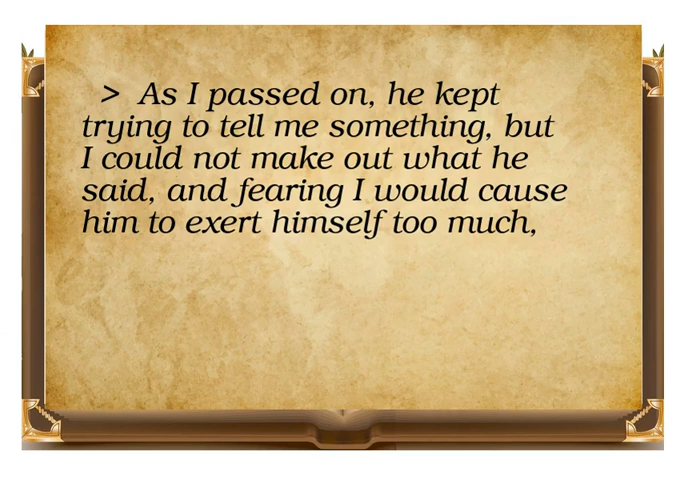 > As I passed on, he kept
trying to tell me something, but
I could not make out what he
said, and fearing I would cause
him to exert himself too much,